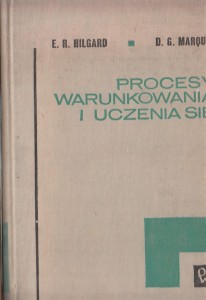 E. R. HILGARD ■ D. G. MARQU
PROCESY
WARUNKOWANIA
I UCZENIA SIĘ